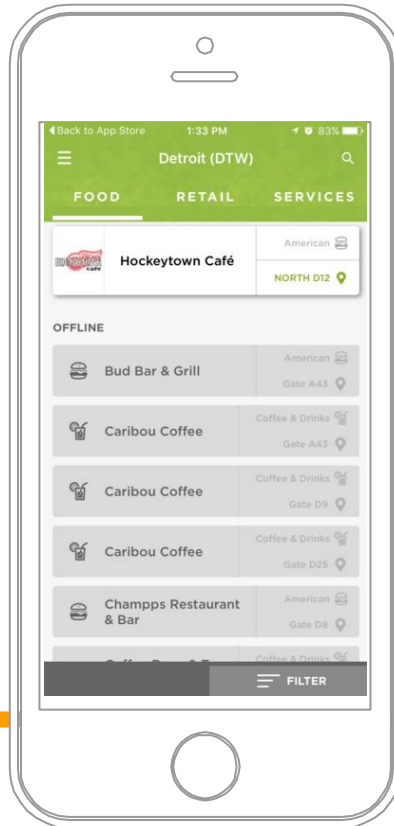 Back to App Store 1:33 PM 83%
Detroit (DTW)
FOOD RETAIL SERVICES
American
Hockeytown Café
cafe
NORTH D12
OFFLINE
American
Bud Bar & Grill
Gate A43
Coffee & Drinks
Caribou Coffee
Gate A43
Coffee & Drinks
Caribou Coffee
Gate D9
Coffee & Drinks
Caribou Coffee
Gate D25
American
Champps Restaurant
& Bar
Gate D8
Coffee & Drinks
FILTER